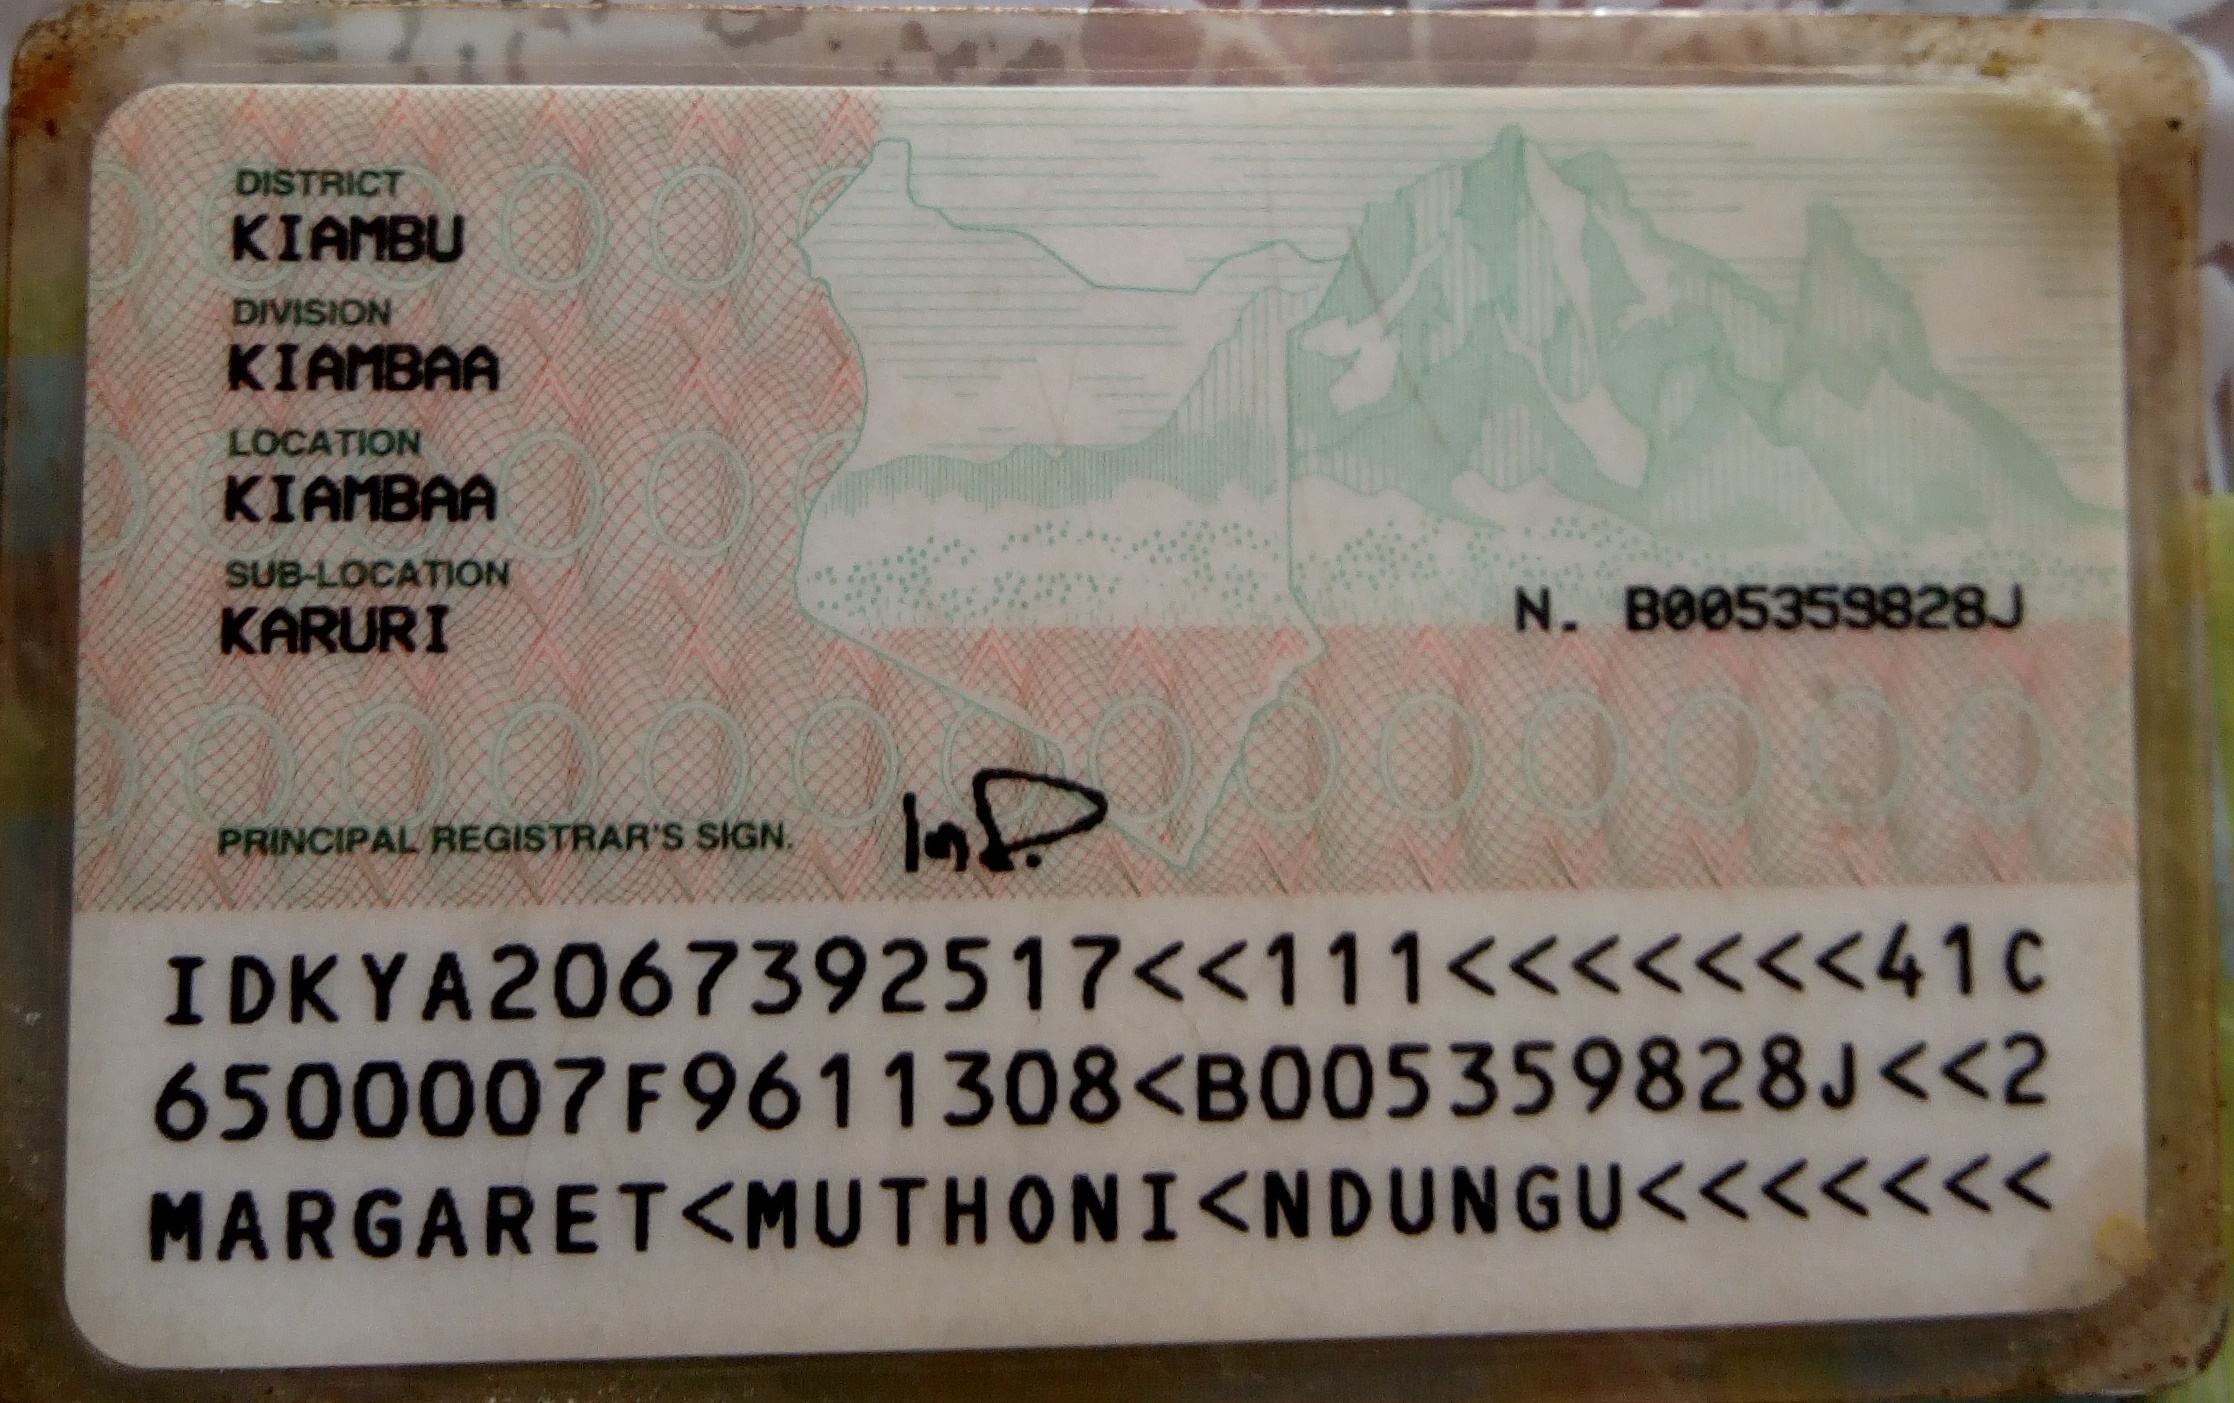 DISTRICT
KIAMBU
DIVISION
KIAMBAA
LOCATION
KIAMBAA
SUB-LOCATION
KARURI
N. B005359828J
PRINCIPAL REGISTRAR'S SIGN.
IDKYA2067392517<<111<<<<<<<41C
6500007F9611308<B005359828J<<2
MARGARET<MUTHONI<NDUNGU<<<<<<<